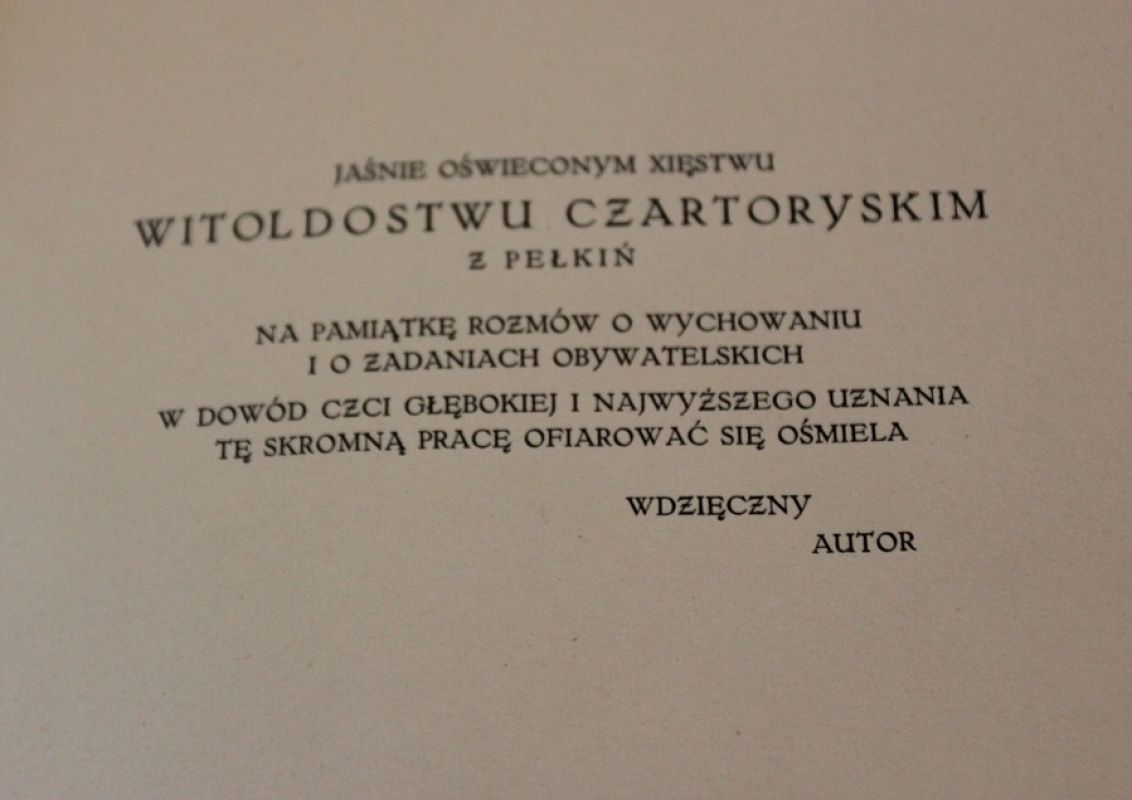 JAŚNIE OŚWIECONYM XIĘSTWU
WITOLDOSTWU CZARTORYSKIM
Z PEŁKIŃ
NA PAMIĄTKĘ ROZMÓW O WYCHOWANIU
I O ZADANIACH OBYWATELSKICH
W DOWÓD CZCI GŁĘBOKIEJ I NAJWYŻSZEGO UZNANIA
TĘ SKROMNĄ PRACĘ OFIAROWAĆ SIĘ OŚMIELA
WDZIĘCZNY
AUTOR